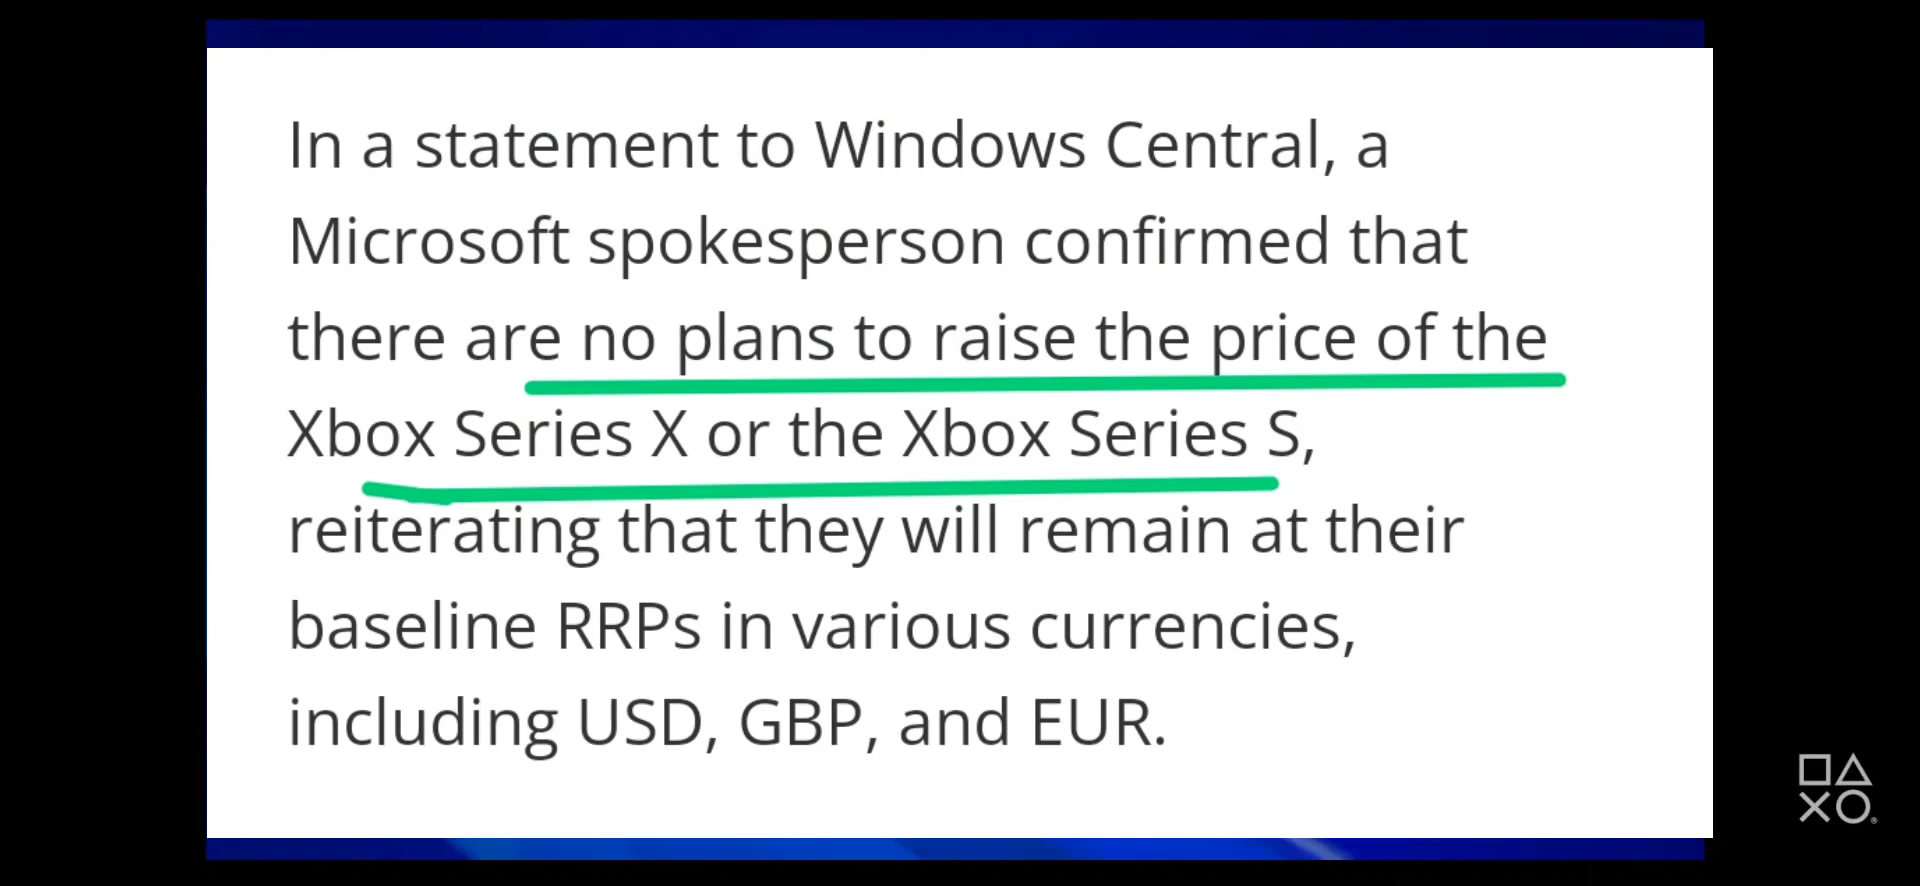 In a statement to Windows Central, a
Microsoft spokesperson confirmed that
there are no plans to raise the price of the
Xbox Series X or the Xbox Series S,
reiterating that they will remain at their
baseline RRPs in various currencies,
including USD, GBP, and EUR.